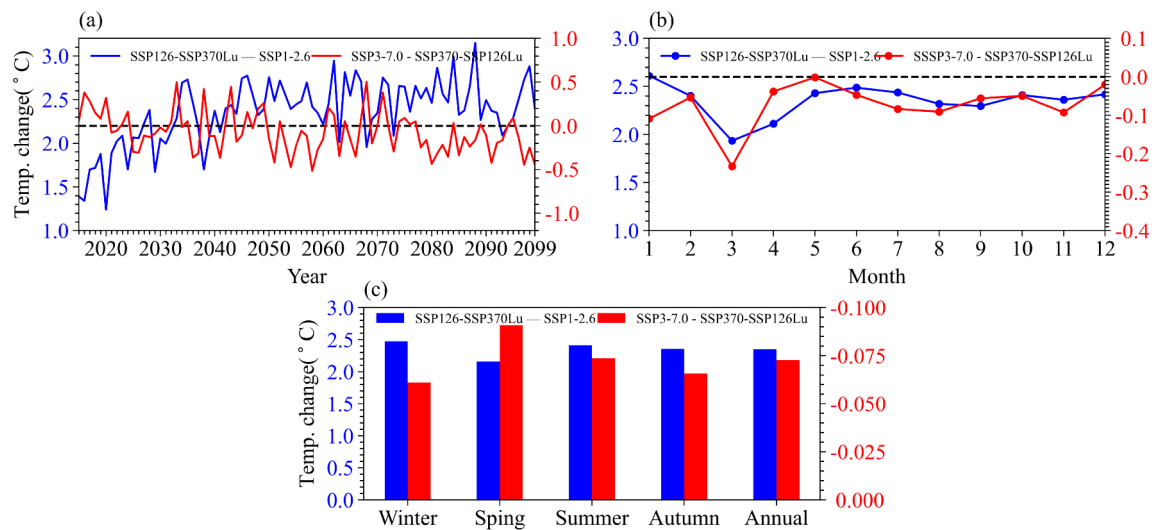 (a)
SSP126-SSP370Lu — SSP1-2.6 SSP3-7.0 - SSP370-SSP126Lu
Temp. change( ° C)
3.0
2.5
2.0
1.5
1.0
1.0
0.5
0.0
-0.5
-1.0
2020 2030 2040 2050 2060 2070 2080 2090 2099
Year
(b)
SSP126-SSP370Lu — SSP1-2.6 SSSP3-7.0 - SSP370-SSP126Lu
3.0
2.5
2.0
1.5
1.0
0.1
0.0
-0.1
-0.2
-0.3
-0.4
1 2 3 4 5 6 7 8 9 10 11 12
Month
(c)
SSP126-SSP370Lu — SSP1-2.6 SSP3-7.0 - SSP370-SSP126Lu
Temp. change( ° C)
3.0
2.5
2.0
1.5
1.0
0.5
0.0
-0.100
-0.075
-0.050
-0.025
0.000
Winter Sping Summer Autumn Annual